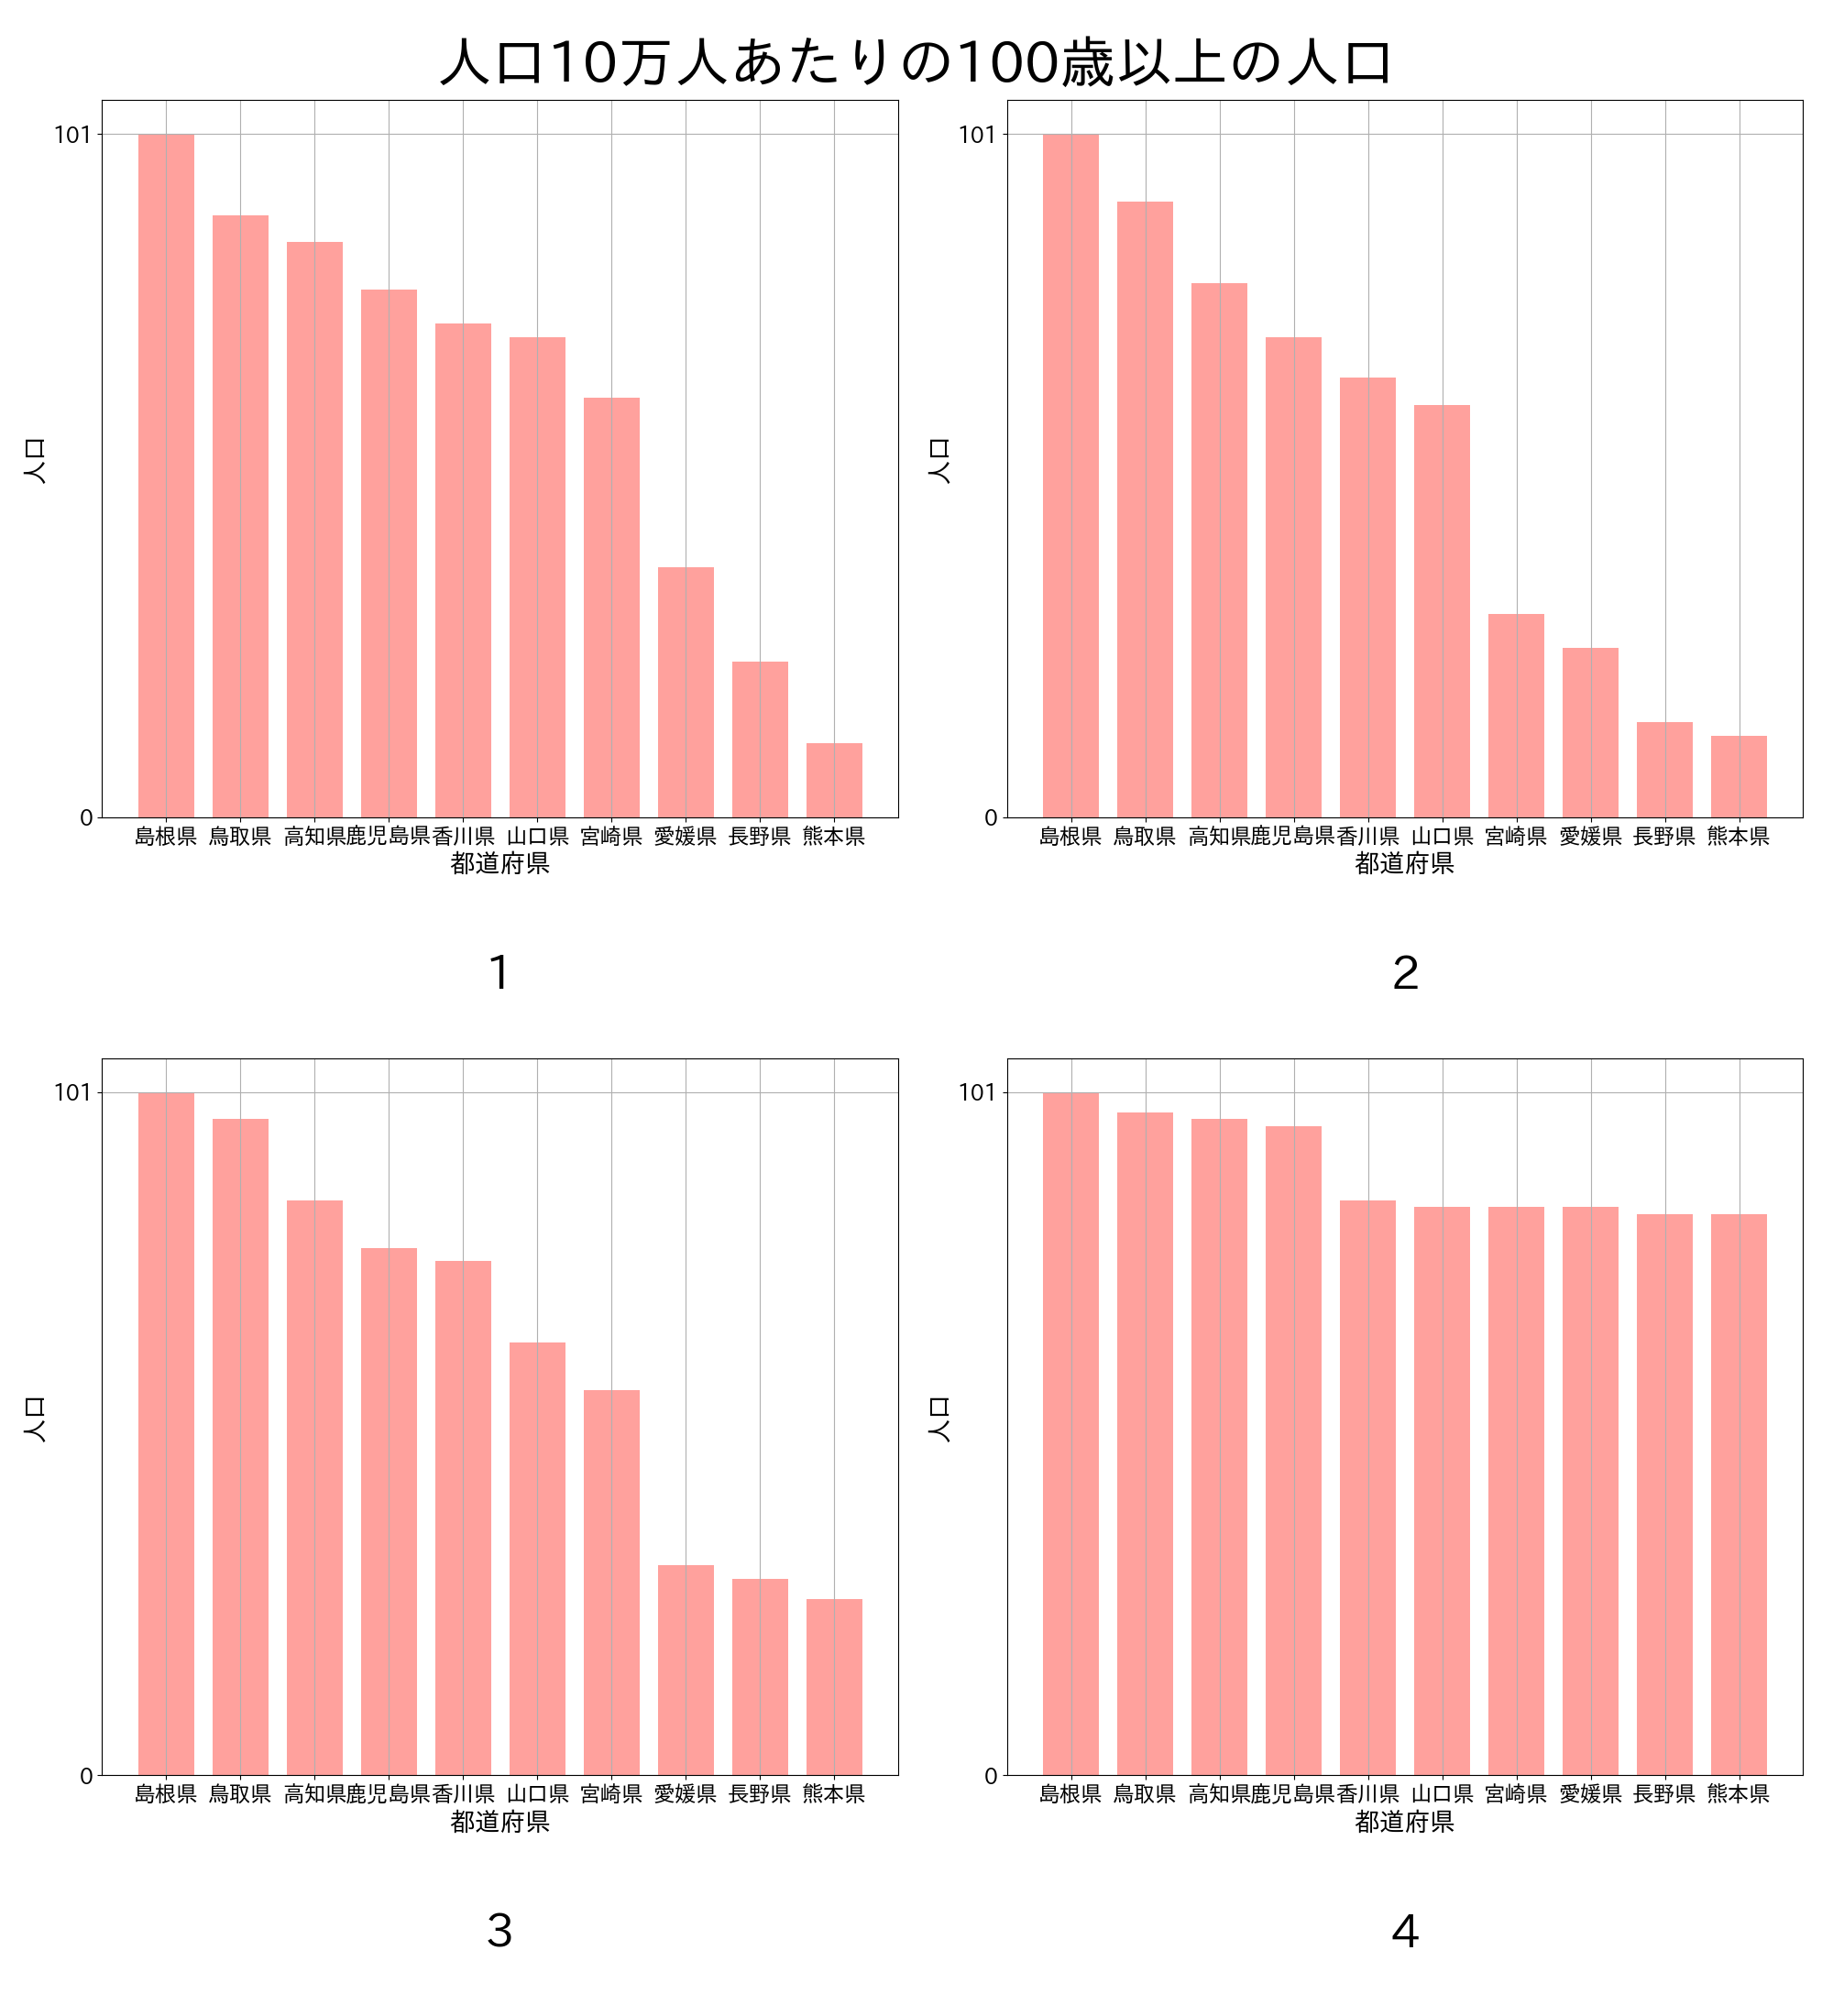 人口10万人あたりの100歳以上の人口
101
人口
0
島根県 鳥取県 高知県 鹿児島県 香川県 山口県 宮崎県 愛媛県 長野県 熊本県
都道府県
1
101
人口
0
島根県 鳥取県 高知県 鹿児島県 香川県 山口県 宮崎県 愛媛県 長野県 熊本県
都道府県
2
101
人口
0
島根県 鳥取県 高知県 鹿児島県 香川県 山口県 宮崎県 愛媛県 長野県 熊本県
都道府県
3
101
人口
0
島根県 鳥取県 高知県 鹿児島県 香川県 山口県 宮崎県 愛媛県 長野県 熊本県
都道府県
4